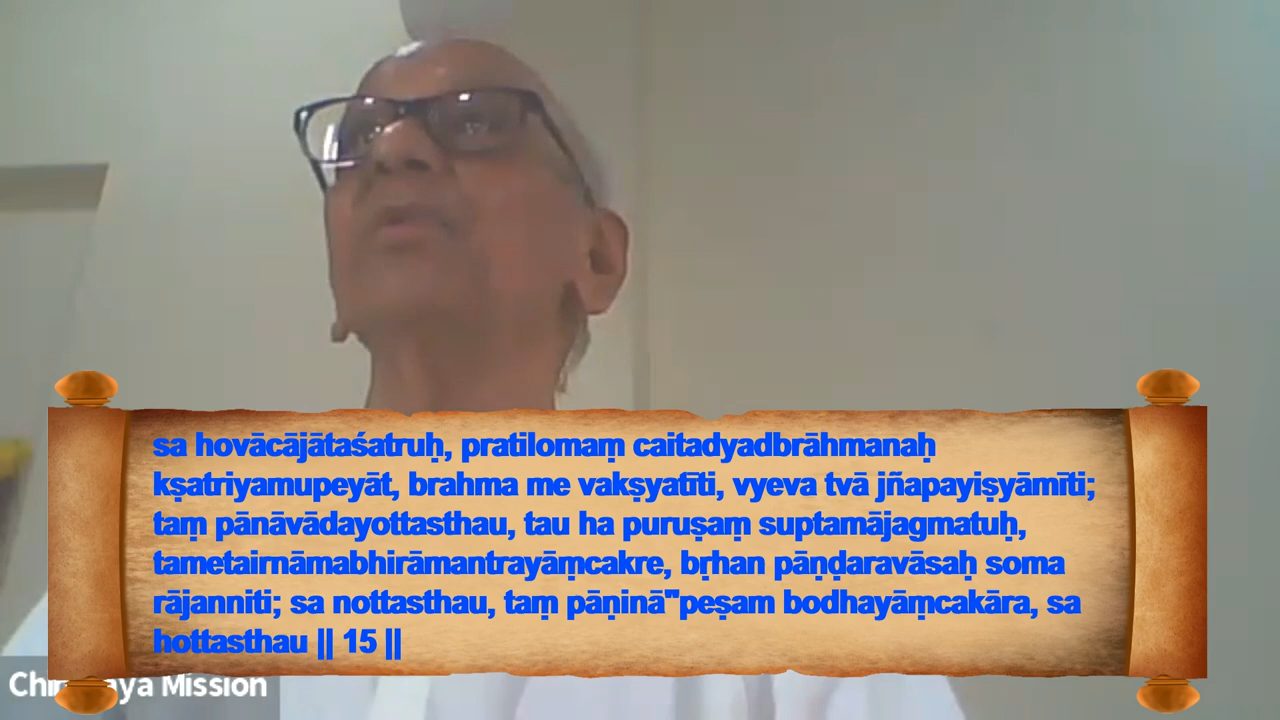 sa hovācājātaśatruḥ, pratilomaṃ caitadyadbrāhmanaḥ
kṣatriyamupeyāt, brahma me vakṣyatīti, vyeva tvā jñapayiṣyāmīti;
taṃ pānāvādayottasthau, tau ha puruṣaṃ suptamājagmatuḥ,
tametairnāmabhirāmantrayāṃcakre, bṛhan pāṇḍaravāsaḥ soma
rājanniti; sa nottasthau, taṃ pāṇinā"peṣam bodhayāṃcakāra, sa
hottasthau || 15 ||
Mission